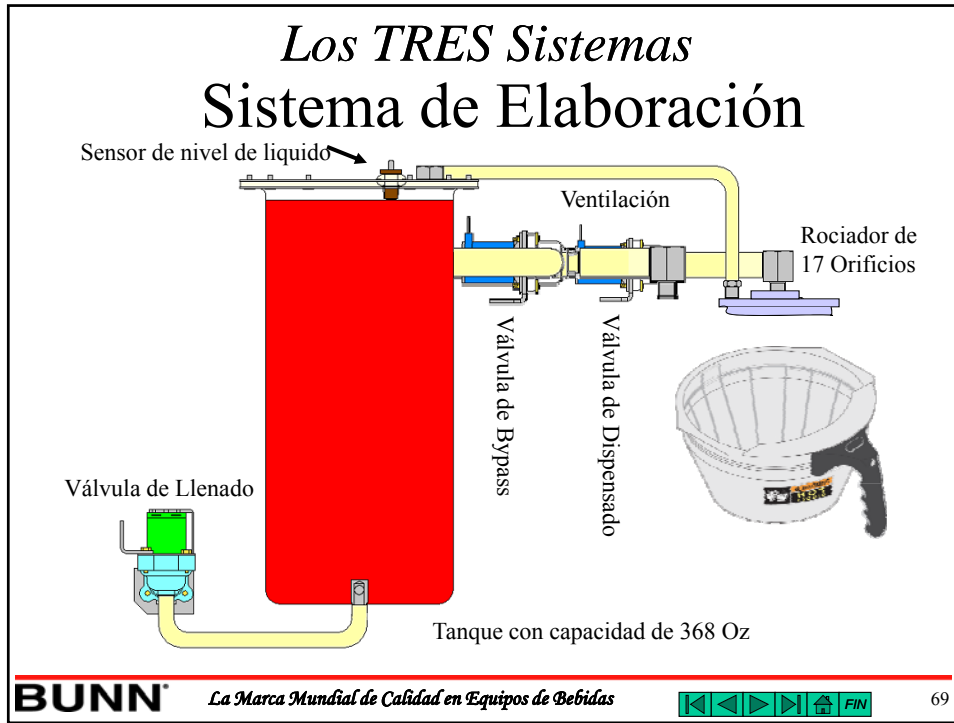 Los TRES Sistemas
Sistema de Elaboración
Sensor de nivel de liquido
Ventilación
Rociador de
17 Orificios
Válvula de Bypass
Válvula de Dispensado
Válvula de Llenado
Tanque con capacidad de 368 Oz
BUNN®
La Marca Mundial de Calidad en Equipos de Bebidas
FIN
69